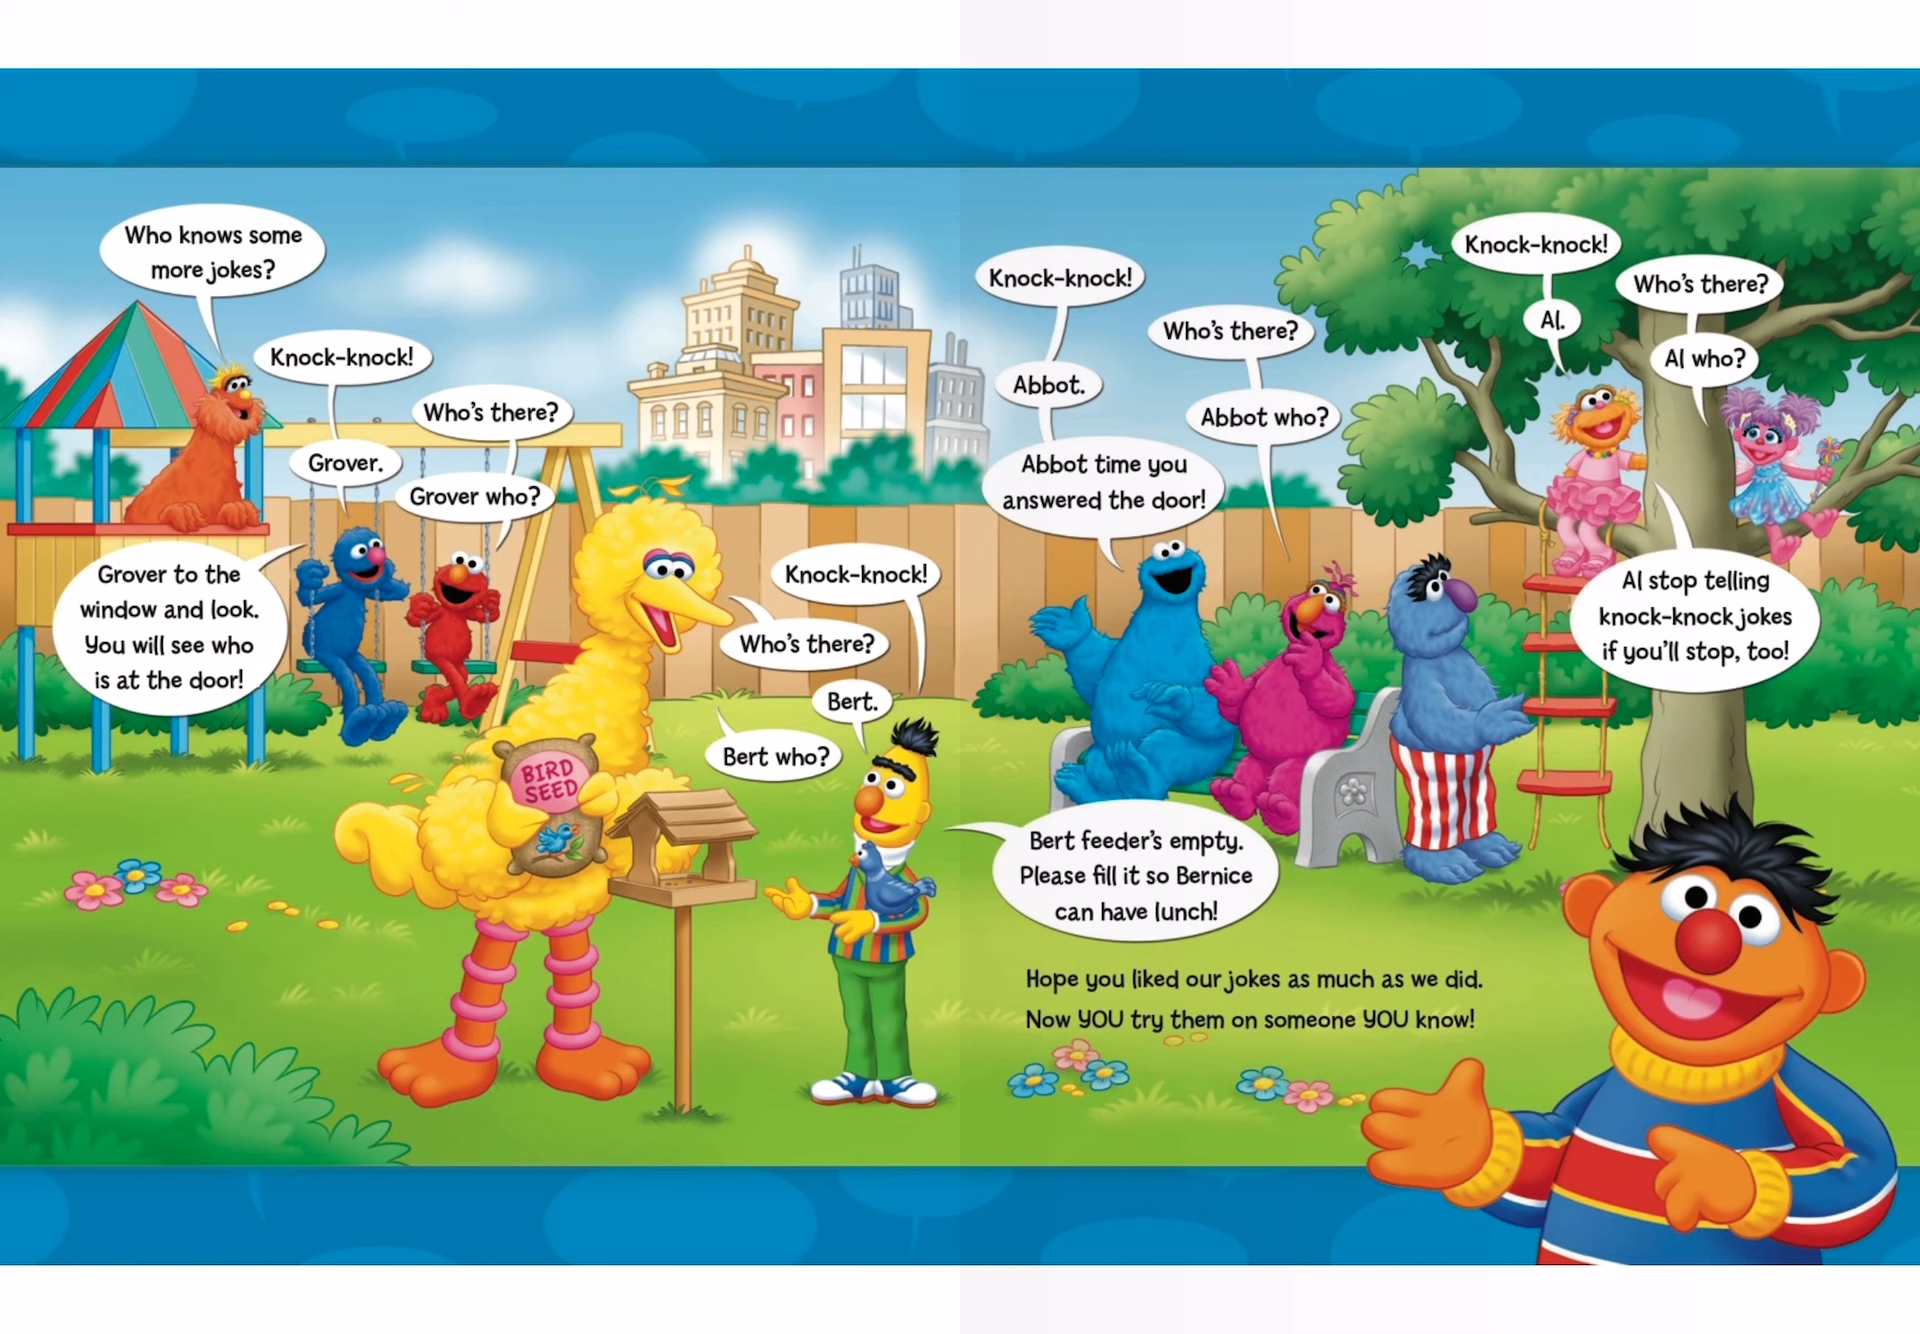 Who knows some
more jokes?
Knock-knock!
Grover.
Who's there?
Grover who?
Grover to the
window and look.
You will see who
is at the door!
Knock-knock!
Who's there?
Bert.
Bert who?
Bert feeder's empty.
Please fill it so Bernice
can have lunch!
BIRD
SEED
Knock-knock!
Who's there?
Abbot.
Abbot who?
Abbot time you
answered the door!
Knock-knock!
Who's there?
Al.
Al who?
Al stop telling
knock-knock jokes
if you'll stop, too!
Hope you liked our jokes as much as we did.
Now YOU try them on someone YOU know!